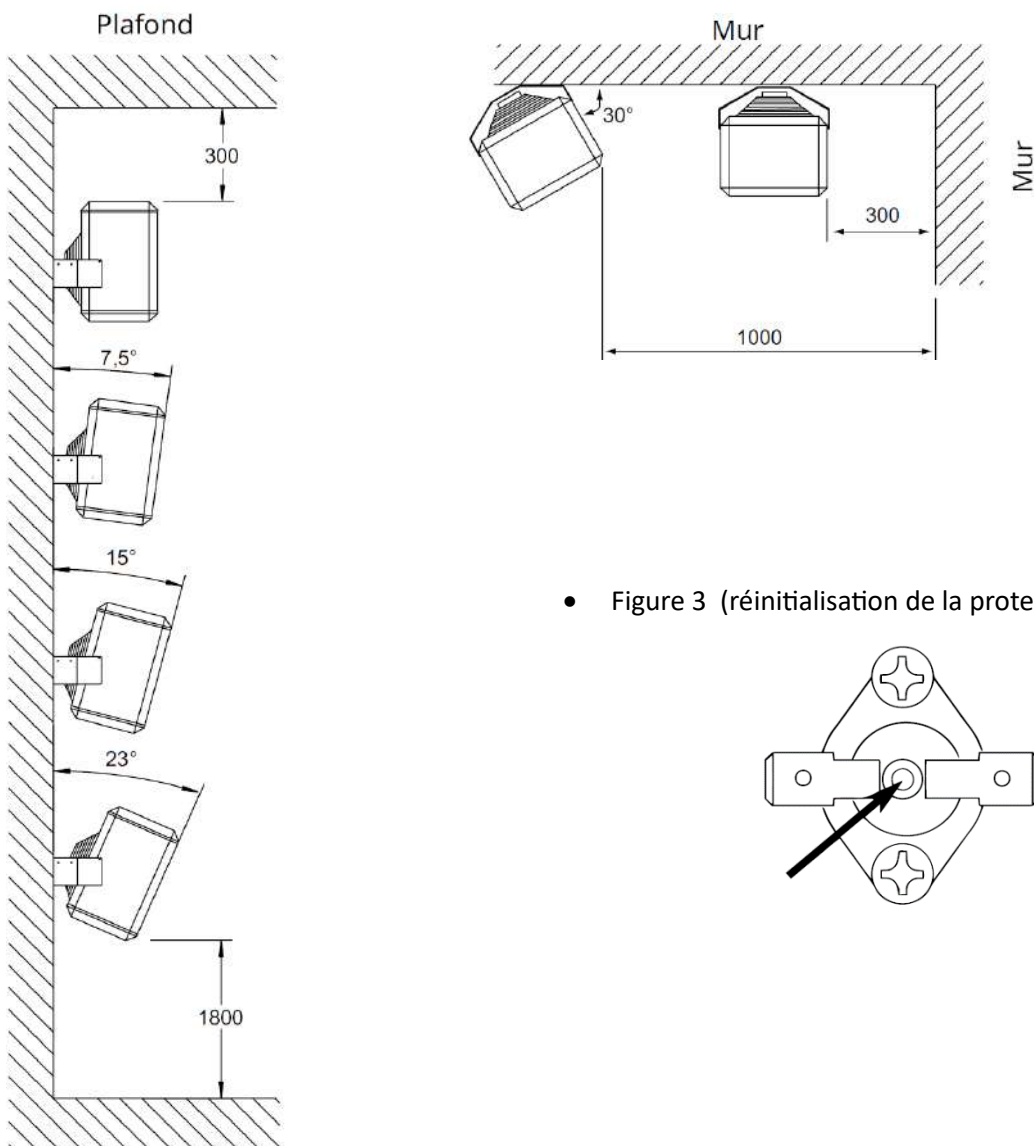 Plafond
300
7,5°
15°
23°
1800
Mur
30°
Mur
300
1000
• Figure 3 (réinitialisation de la prote